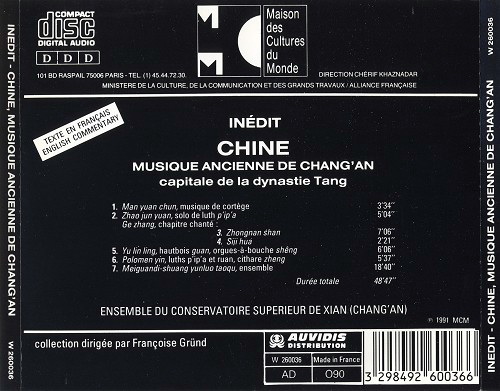 INEDIT - CHINE, MUSIQUE ANCIENNE DE CHANG'AN
W 260036
COMPACT
disc
DIGITAL AUDIO
D D D
M
C
M
Maison
des
Cultures
du
Monde
101 BD RASPAIL 75006 PARIS - TEL. (1) 45.44.72.30.
DIRECTION CHÉRIF KHAZNADAR
MINISTERE DE LA CULTURE, DE LA COMMUNICATION ET DES GRANDS TRAVAUX / ALLIANCE FRANÇAISE
TEXTE EN FRANÇAIS
ENGLISH COMMENTARY
INÉDIT
CHINE
MUSIQUE ANCIENNE DE CHANG'AN
capitale de la dynastie Tang
1. Man yuan chun, musique de cortège 3'34''
2. Zhao jun yuan, solo de luth p'ip'a 5'04''
Ge zhang, chapitre chanté :
3. Zhongnan shan 7'06''
4. Siji hua 2'21'
5. Yu lin ling, hautbois guan, orgues-à-bouche shêng 6'06''
6. Polomen yin, luths p'ip'a et ruan, cithare zheng 5'37''
7. Meiguandi-shuang yunluo taoqu, ensemble 18'40''
Durée totale 48'47''
ENSEMBLE DU CONSERVATOIRE SUPERIEUR DE XIAN (CHANG'AN)
℗ 1991 MCM
collection dirigée par Françoise Gründ
AUVIDIS
DISTRIBUTION
W 260036
Made in France
AD
O90
3 298492 600366
INEDIT - CHINE, MUSIQUE ANCIENNE DE CHANG'AN
W 260036